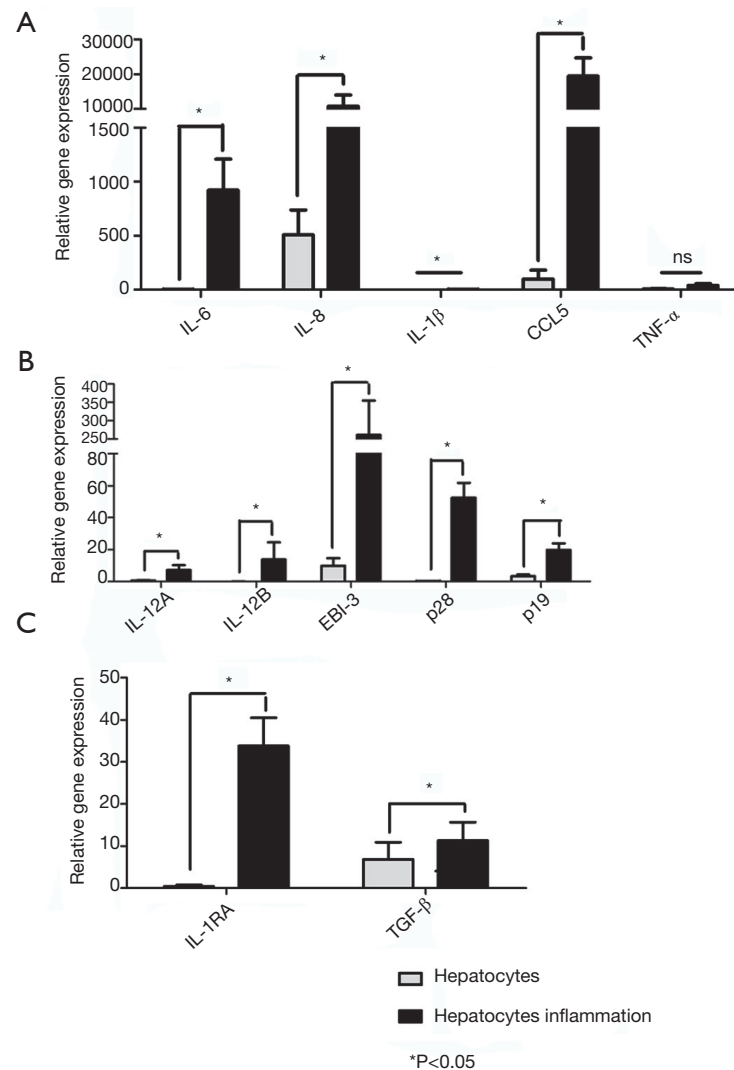 A
Relative gene expression
30000
20000
10000
1500
1000
500
0
*
*
*
*
ns
IL-6
IL-8
IL-1β
CCL5
TNF-α
B
Relative gene expression
400
350
300
250
80
60
40
20
0
*
*
*
*
*
IL-12A
IL-12B
EBI-3
p28
p19
C
Relative gene expression
50
40
30
20
10
0
*
*
IL-1RA
TGF-β
Hepatocytes
Hepatocytes inflammation
*P<0.05